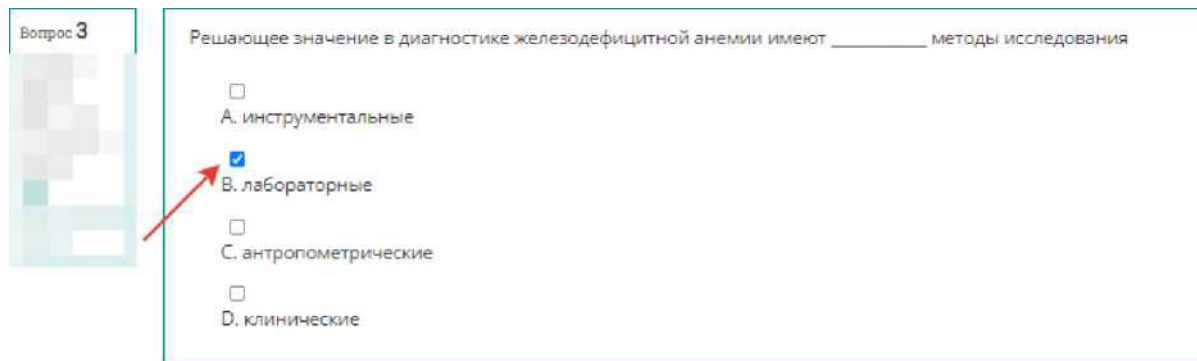 Вопрос 3
Решающее значение в диагностике железодефицитной анемии имеют __________ методы исследования
A. инструментальные
B. лабораторные
C. антропометрические
D. клинические